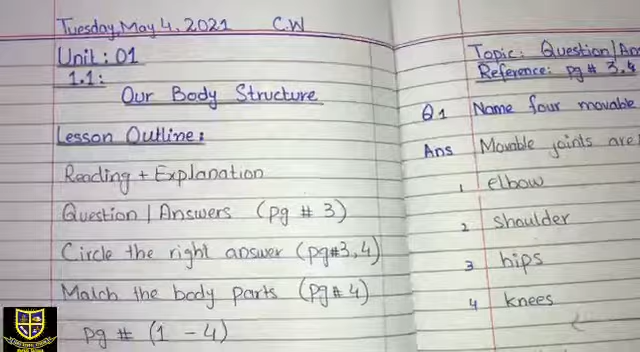 Tuesday, May 4, 2021 C.W
Unit : 01
1.1:
Our Body Structure
Lesson Outline:
Reading + Explanation
Question / Answers (pg # 3)
Circle the right answer (pg#3,4)
Match the body parts (pg#4)
pg # (1 - 4)
Topic: Question/An
Reference: pg # 3,4
Q1 Name four movable
Ans Movable joints are
1 elbow
2 shoulder
3 hips
4 knees